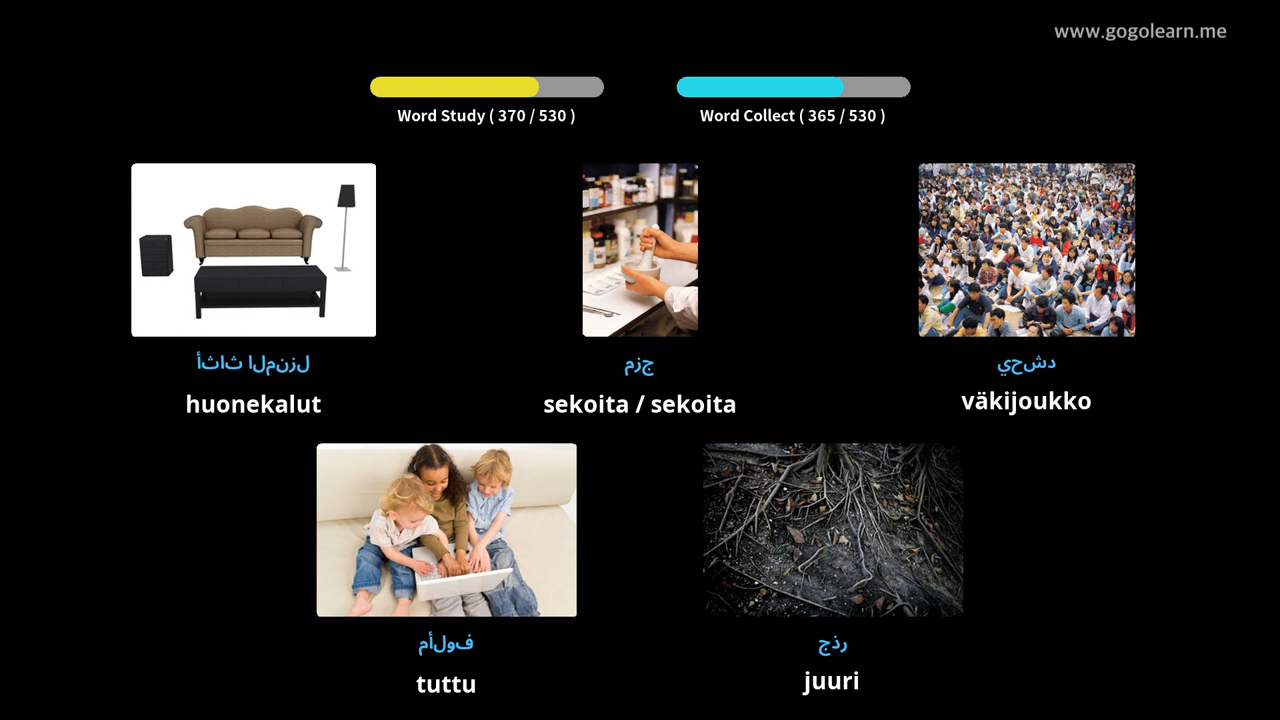 www.gogolearn.me
Word Study ( 370 / 530 )
Word Collect ( 365 / 530 )
أثاث المنزل
huonekalut
مزج
sekoita / sekoita
يحشد
väkijoukko
مألوف
tuttu
جذر
juuri